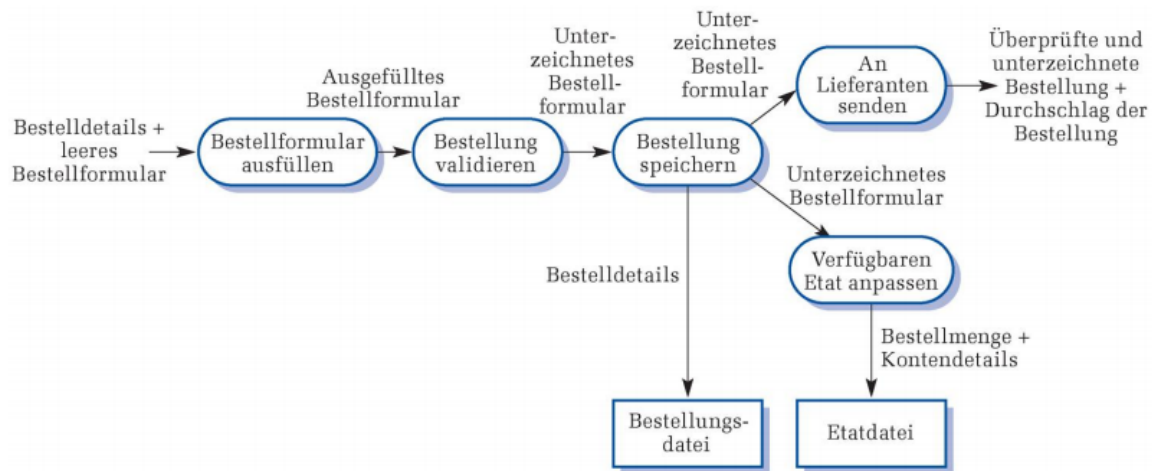 Bestelldetails +
leeres
Bestellformular
Bestellformular
ausfüllen
Ausgefülltes
Bestellformular
Bestellung
validieren
Unter-
zeichnetes
Bestell-
formular
Bestellung
speichern
Unter-
zeichnetes
Bestell-
formular
An
Lieferanten
senden
Überprüfte und
unterzeichnete
Bestellung +
Durchschlag der
Bestellung
Unterzeichnetes
Bestellformular
Verfügbaren
Etat anpassen
Bestelldetails
Bestellmenge +
Kontendetails
Bestellungs-
datei
Etatdatei